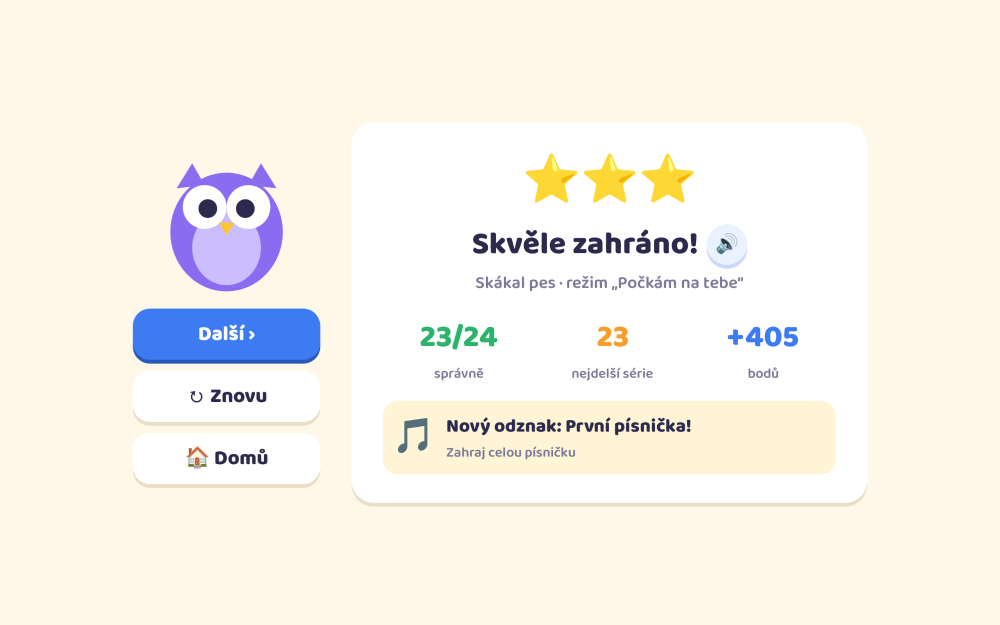 Skvěle zahráno!
Skákal pes · režim „Počkám na tebe“
23/24
správně
23
nejdelší série
+405
bodů
Nový odznak: První písnička!
Zahraj celou písničku
Další ›
↻ Znovu
Domů